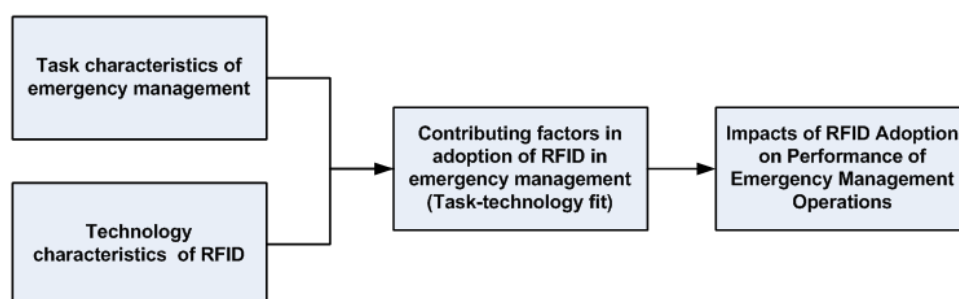 Task characteristics of
emergency management
Technology
characteristics of RFID
Contributing factors in
adoption of RFID in
emergency management
(Task-technology fit)
Impacts of RFID Adoption
on Performance of
Emergency Management
Operations